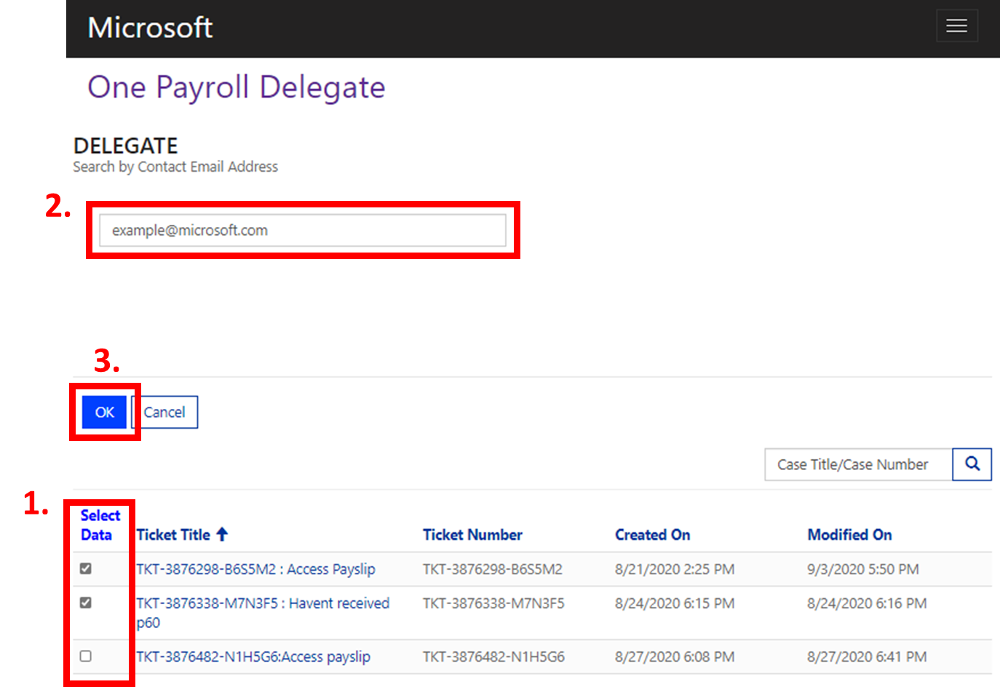 Microsoft
One Payroll Delegate
DELEGATE
Search by Contact Email Address
2.
example@microsoft.com
3.
OK Cancel
Case Title/Case Number
1.
Select
Data Ticket Title Ticket Number Created On Modified On
TKT-3876298-B6S5M2 : Access Payslip TKT-3876298-B6S5M2 8/21/2020 2:25 PM 9/3/2020 5:50 PM
TKT-3876338-M7N3F5 : Havent received TKT-3876338-M7N3F5 8/24/2020 6:15 PM 8/24/2020 6:16 PM
p60
TKT-3876482-N1H5G6:Access payslip TKT-3876482-N1H5G6 8/27/2020 6:08 PM 8/27/2020 6:41 PM